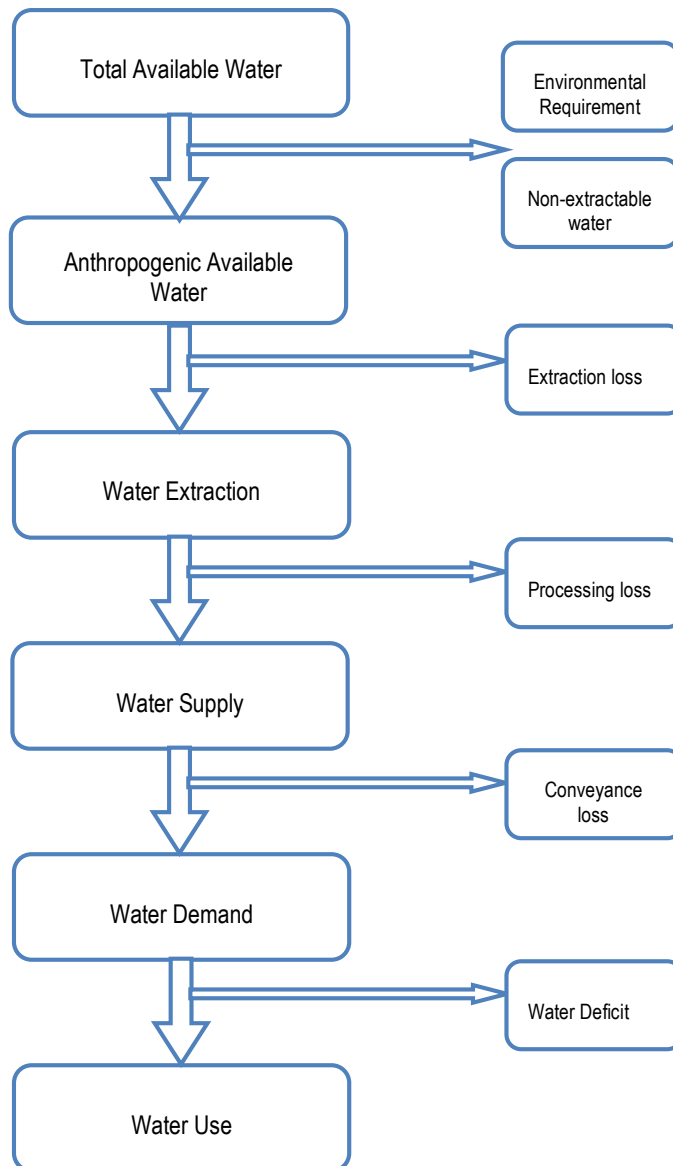 Total Available Water
Environmental
Requirement
Non-extractable
water
Anthropogenic Available
Water
Extraction loss
Water Extraction
Processing loss
Water Supply
Conveyance
loss
Water Demand
Water Deficit
Water Use